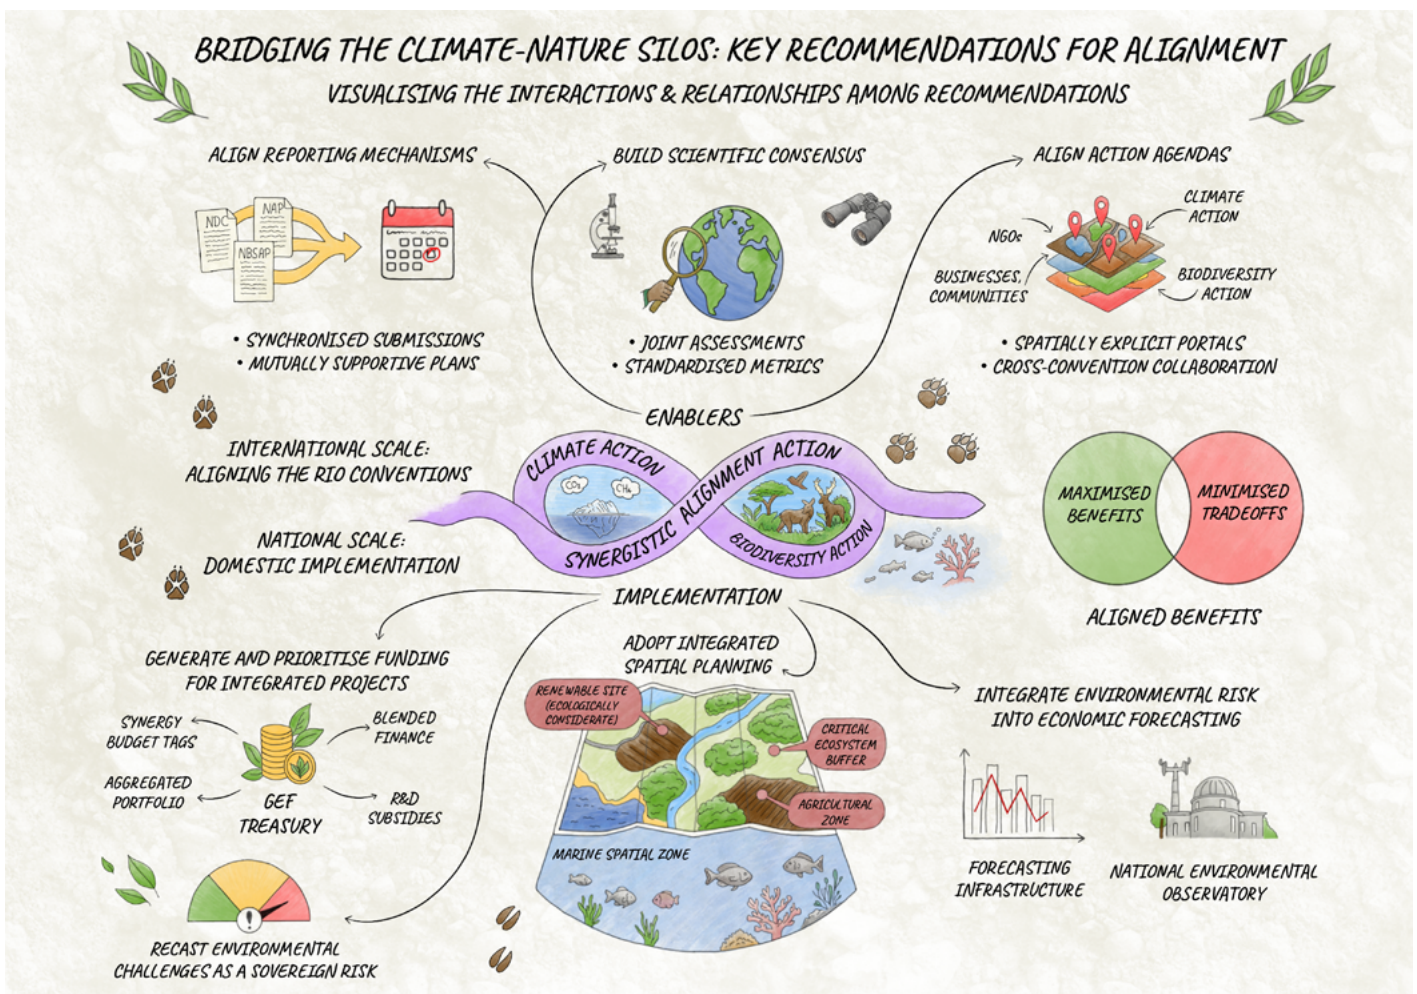 BRIDGING THE CLIMATE-NATURE SILOS: KEY RECOMMENDATIONS FOR ALIGNMENT
VISUALISING THE INTERACTIONS & RELATIONSHIPS AMONG RECOMMENDATIONS
ALIGN REPORTING MECHANISMS
NDC
NAP
NBSAP
• SYNCHRONISED SUBMISSIONS
• MUTUALLY SUPPORTIVE PLANS
BUILD SCIENTIFIC CONSENSUS
• JOINT ASSESSMENTS
• STANDARDISED METRICS
ALIGN ACTION AGENDAS
CLIMATE
ACTION
NGOs
BUSINESSES,
COMMUNITIES
BIODIVERSITY
ACTION
• SPATIALLY EXPLICIT PORTALS
• CROSS-CONVENTION COLLABORATION
ENABLERS
INTERNATIONAL SCALE:
ALIGNING THE RIO CONVENTIONS
NATIONAL SCALE:
DOMESTIC IMPLEMENTATION
CLIMATE ACTION
CO₂
CH₄
SYNERGISTIC ALIGNMENT ACTION
BIODIVERSITY ACTION
MAXIMISED
BENEFITS
MINIMISED
TRADEOFFS
ALIGNED BENEFITS
IMPLEMENTATION
GENERATE AND PRIORITISE FUNDING
FOR INTEGRATED PROJECTS
SYNERGY
BUDGET TAGS
BLENDED
FINANCE
AGGREGATED
PORTFOLIO
R&D
SUBSIDIES
GEF
TREASURY
RECAST ENVIRONMENTAL
CHALLENGES AS A SOVEREIGN RISK
ADOPT INTEGRATED
SPATIAL PLANNING
RENEWABLE SITE
(ECOLOGICALLY
CONSIDERATE)
CRITICAL
ECOSYSTEM
BUFFER
AGRICULTURAL
ZONE
MARINE SPATIAL ZONE
INTEGRATE ENVIRONMENTAL RISK
INTO ECONOMIC FORECASTING
FORECASTING
INFRASTRUCTURE
NATIONAL ENVIRONMENTAL
OBSERVATORY